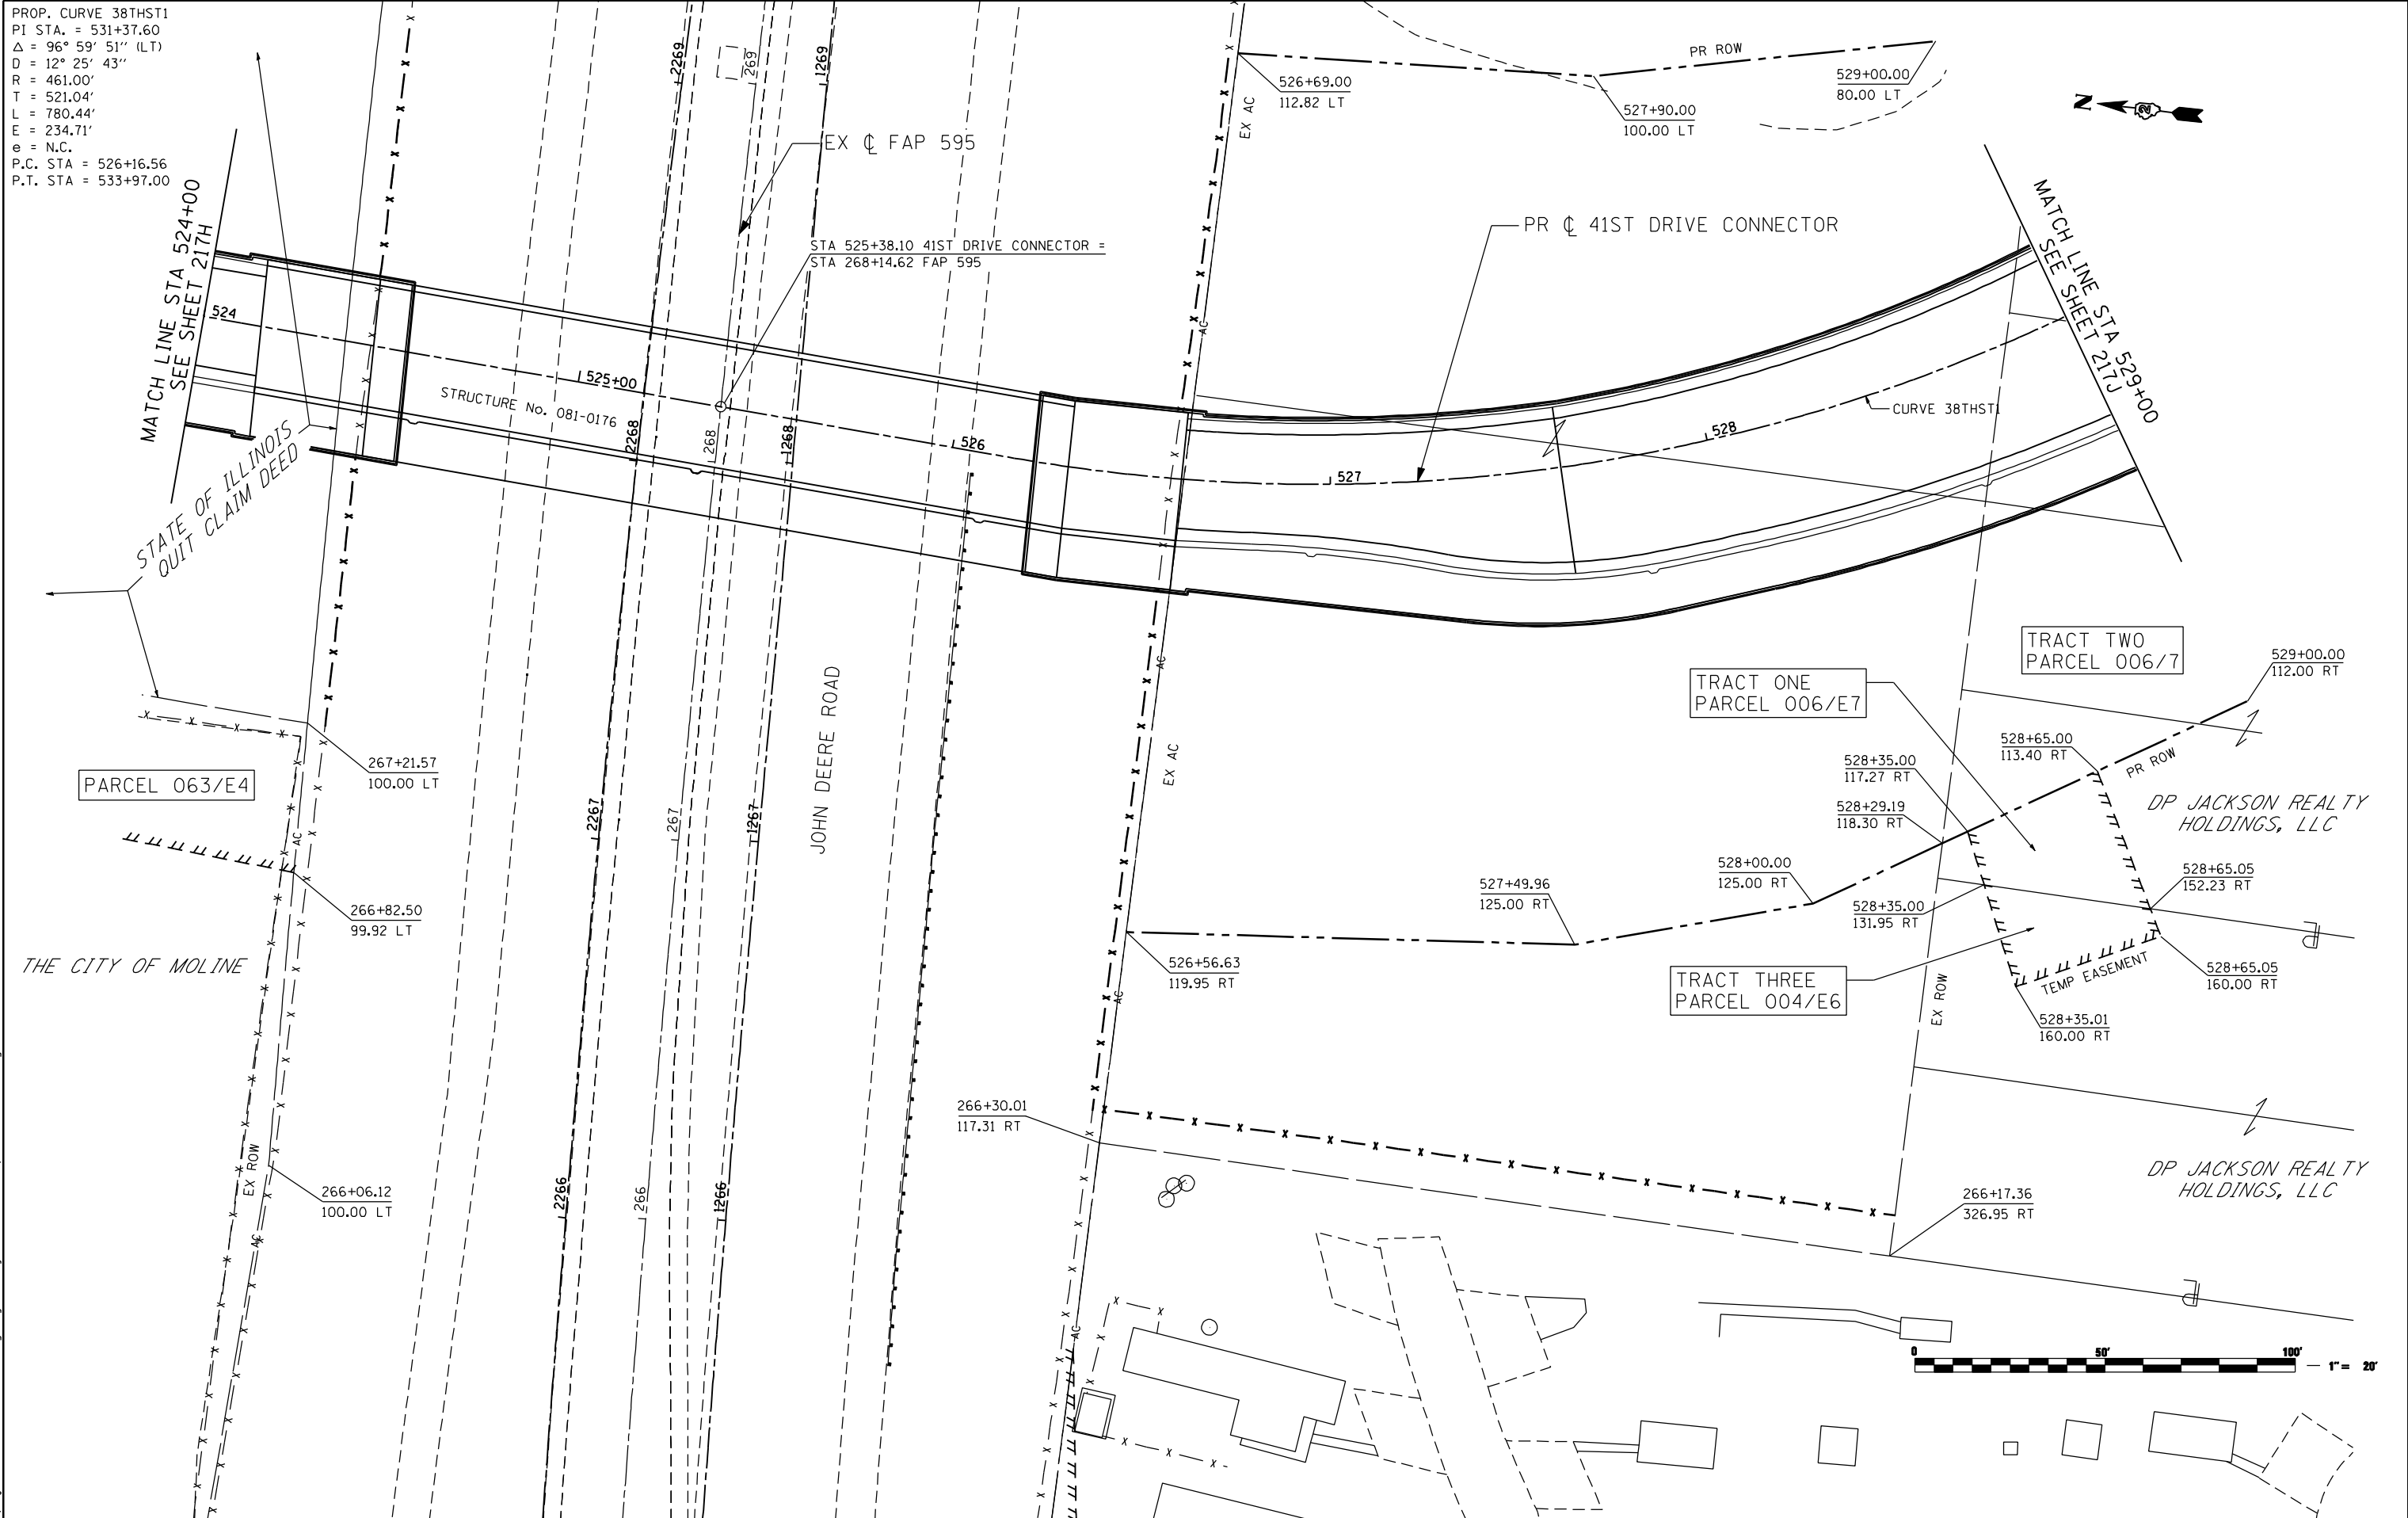 PROP. CURVE 38THST1
PI STA. = 531+37.60
Δ = 96° 59' 51'' (LT)
D = 12° 25' 43''
R = 461.00'
T = 521.04'
L = 780.44'
E = 234.71'
e = N.C.
P.C. STA = 526+16.56
P.T. STA = 533+97.00
MATCH LINE STA 524+00
SEE SHEET 217H
2269
269
1269
EX ℄ FAP 595
EX AC
526+69.00
112.82 LT
PR ROW
527+90.00
100.00 LT
529+00.00
80.00 LT
N
STA 525+38.10 41ST DRIVE CONNECTOR =
STA 268+14.62 FAP 595
PR ℄ 41ST DRIVE CONNECTOR
MATCH LINE STA 529+00
SEE SHEET 217J
524
525+00
STRUCTURE No. 081-0176
2268
268
1268
526
AC
527
528
CURVE 38THST1
STATE OF ILLINOIS
QUIT CLAIM DEED
TRACT TWO
PARCEL 006/7
529+00.00
112.00 RT
TRACT ONE
PARCEL 006/E7
JOHN DEERE ROAD
AC
EX AC
267+21.57
100.00 LT
PARCEL 063/E4
2267
267
1267
528+65.00
113.40 RT
PR ROW
528+35.00
117.27 RT
528+29.19
118.30 RT
DP JACKSON REALTY
HOLDINGS, LLC
AC
528+00.00
125.00 RT
527+49.96
125.00 RT
528+65.05
152.23 RT
528+35.00
131.95 RT
266+82.50
99.92 LT
THE CITY OF MOLINE
526+56.63
119.95 RT
TRACT THREE
PARCEL 004/E6
TEMP EASEMENT
528+65.05
160.00 RT
EX ROW
528+35.01
160.00 RT
AC
266+30.01
117.31 RT
EX ROW
266+06.12
100.00 LT
AC
2266
266
1266
DP JACKSON REALTY
HOLDINGS, LLC
266+17.36
326.95 RT
AC
0
50'
100'
1" = 20'